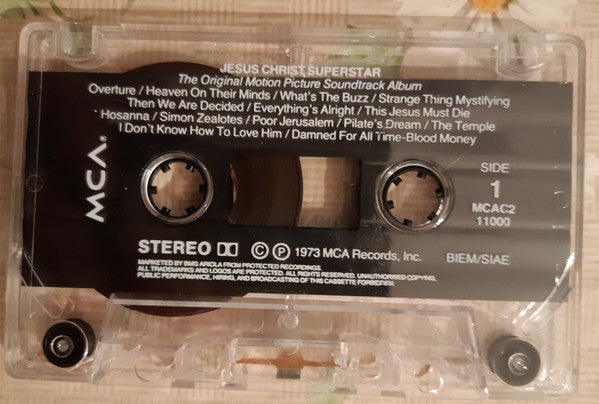 JESUS CHRIST SUPERSTAR
The Original Motion Picture Soundtrack Album
Overture / Heaven On Their Minds / What's The Buzz / Strange Thing Mystifying
Then We Are Decided / Everything's Alright / This Jesus Must Die
Hosanna / Simon Zealotes / Poor Jerusalem / Pilate's Dream / The Temple
I Don't Know How To Love Him / Damned For All Time-Blood Money
MCA
SIDE
1
MCAC2
11000
STEREO
© ℗ 1973 MCA Records, Inc.
BIEM/SIAE
MARKETED BY BMG ARIOLA FROM PROTECTED RECORDINGS.
ALL TRADEMARKS AND LOGOS ARE PROTECTED. ALL RIGHTS RESERVED. UNAUTHORISED COPYING,
PUBLIC PERFORMANCE, HIRING, AND BROADCASTING OF THIS CASSETTE FORBIDDEN.